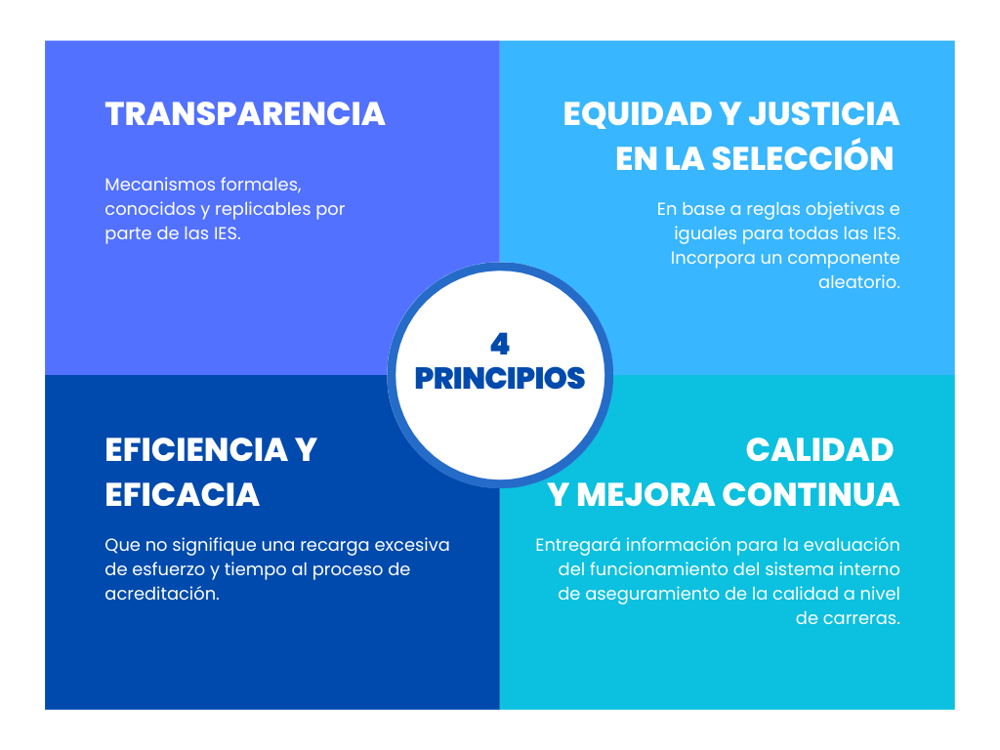 TRANSPARENCIA
Mecanismos formales,
conocidos y replicables por
parte de las IES.
EQUIDAD Y JUSTICIA
EN LA SELECCIÓN
En base a reglas objetivas e
iguales para todas las IES.
Incorpora un componente
aleatorio.
4
PRINCIPIOS
EFICIENCIA Y
EFICACIA
Que no signifique una recarga excesiva
de esfuerzo y tiempo al proceso de
acreditación.
CALIDAD
Y MEJORA CONTINUA
Entregará información para la evaluación
del funcionamiento del sistema interno
de aseguramiento de la calidad a nivel
de carreras.